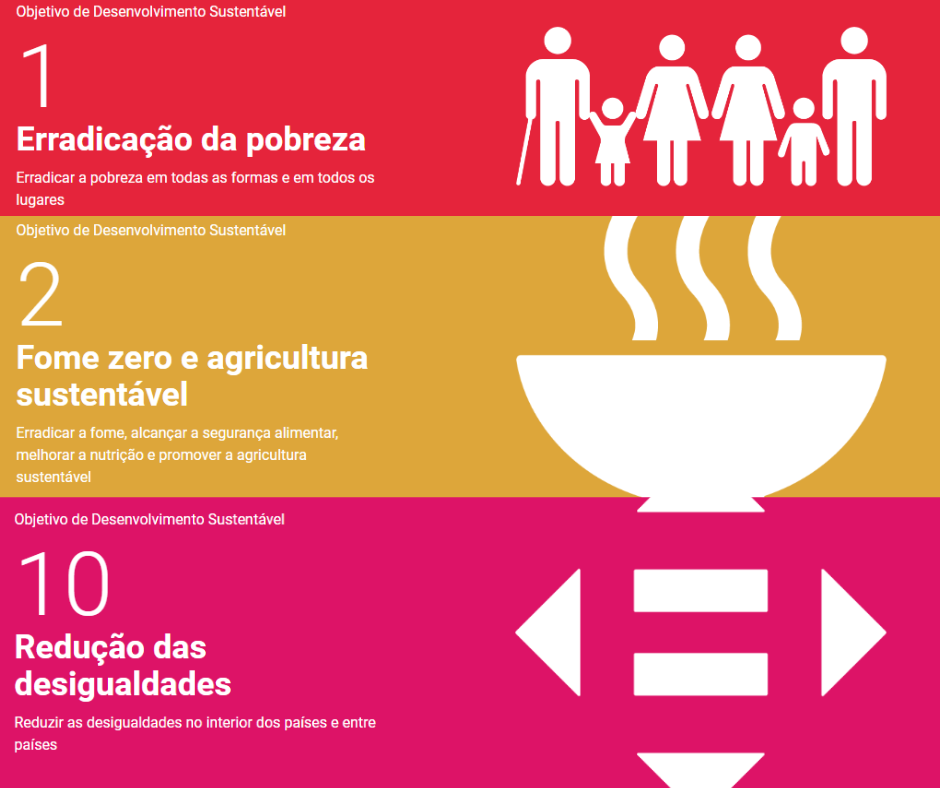 Objetivo de Desenvolvimento Sustentável
1
Erradicação da pobreza
Erradicar a pobreza em todas as formas e em todos os
lugares
Objetivo de Desenvolvimento Sustentável
2
Fome zero e agricultura
sustentável
Erradicar a fome, alcançar a segurança alimentar,
melhorar a nutrição e promover a agricultura
sustentável
Objetivo de Desenvolvimento Sustentável
10
Redução das
desigualdades
Reduzir as desigualdades no interior dos países e entre
países